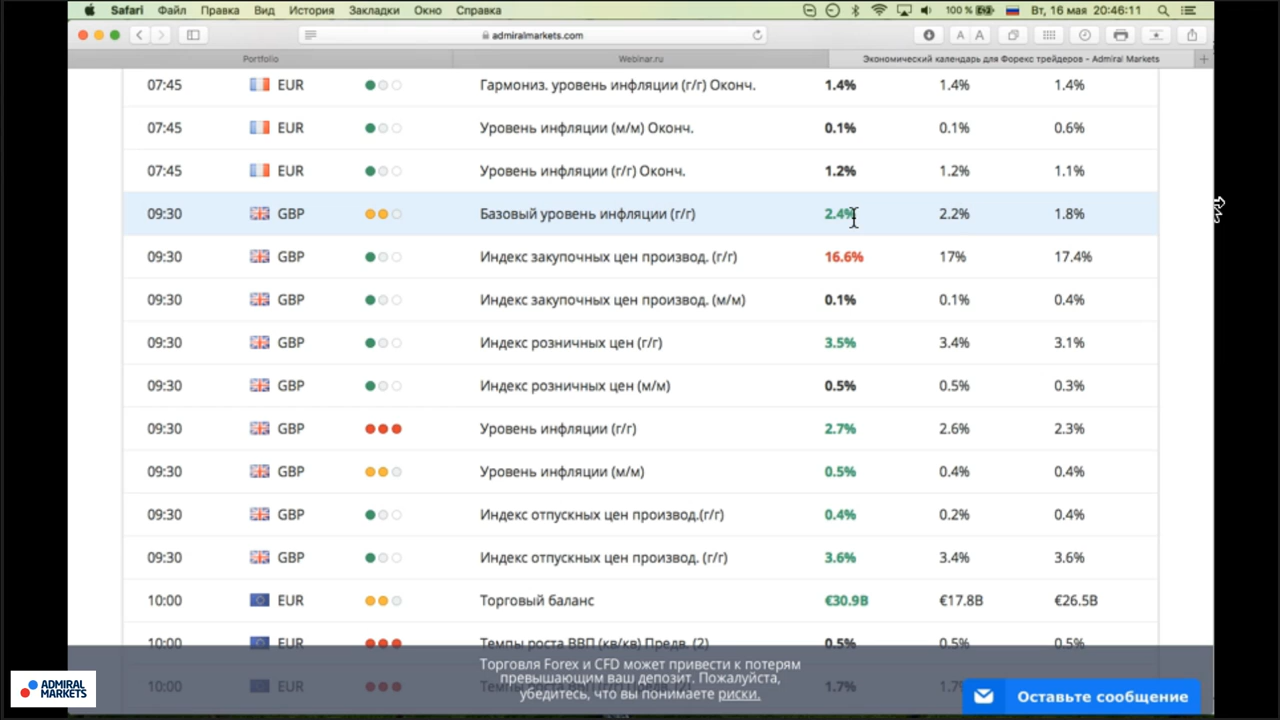 Safari Файл Правка Вид История Закладки Окно Справка 100 % Вт, 16 мая 20:46:11
admiralmarkets.com A A
Portfolio Webinar.ru Экономический календарь для Форекс трейдеров - Admiral Markets +
07:45 EUR Гармониз. уровень инфляции (г/г) Оконч. 1.4% 1.4% 1.4%
07:45 EUR Уровень инфляции (м/м) Оконч. 0.1% 0.1% 0.6%
07:45 EUR Уровень инфляции (г/г) Оконч. 1.2% 1.2% 1.1%
09:30 GBP Базовый уровень инфляции (г/г) 2.4% 2.2% 1.8%
09:30 GBP Индекс закупочных цен производ. (г/г) 16.6% 17% 17.4%
09:30 GBP Индекс закупочных цен производ. (м/м) 0.1% 0.1% 0.4%
09:30 GBP Индекс розничных цен (г/г) 3.5% 3.4% 3.1%
09:30 GBP Индекс розничных цен (м/м) 0.5% 0.5% 0.3%
09:30 GBP Уровень инфляции (г/г) 2.7% 2.6% 2.3%
09:30 GBP Уровень инфляции (м/м) 0.5% 0.4% 0.4%
09:30 GBP Индекс отпускных цен производ.(г/г) 0.4% 0.2% 0.4%
09:30 GBP Индекс отпускных цен производ. (г/г) 3.6% 3.4% 3.6%
10:00 EUR Торговый баланс €30.9B €17.8B €26.5B
10:00 EUR Темпы роста ВВП (кв/кв) Предв. (2) 0.5% 0.5% 0.5%
10:00 EUR 1.7%
Торговля Forex и CFD может привести к потерям
превышающим ваш депозит. Пожалуйста,
убедитесь, что вы понимаете риски.
Оставьте сообщение
ADMIRAL
MARKETS